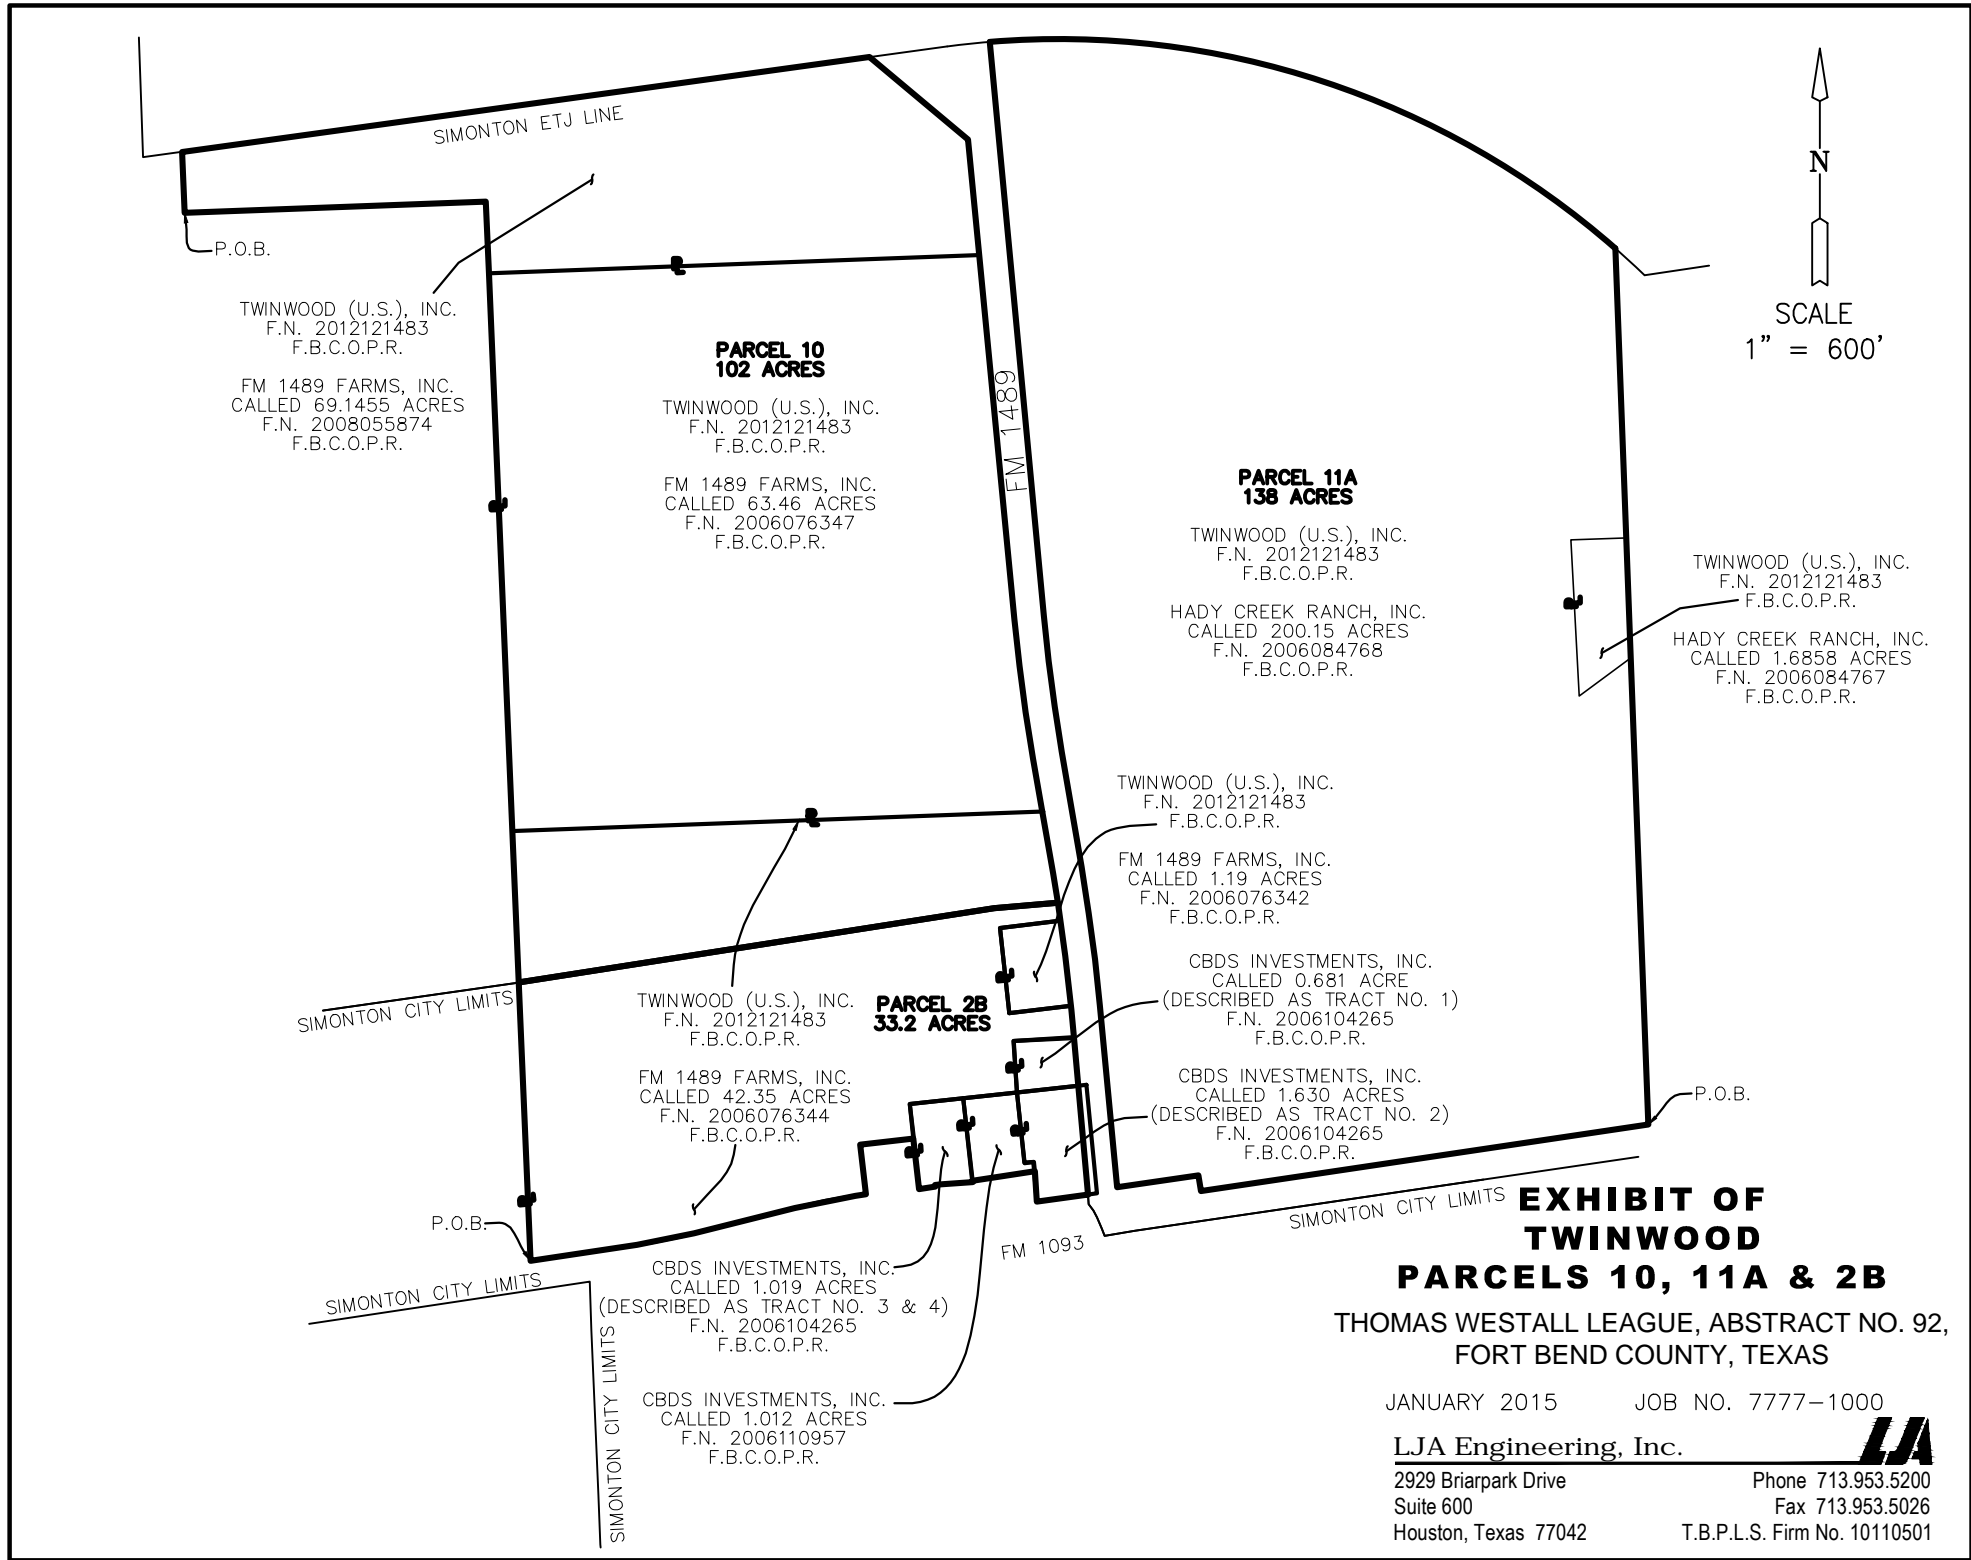 SIMONTON ETJ LINE
P.O.B.
TWINWOOD (U.S.), INC.
F.N. 2012121483
F.B.C.O.P.R.
FM 1489 FARMS, INC.
CALLED 69.1455 ACRES
F.N. 2008055874
F.B.C.O.P.R.
PARCEL 10
102 ACRES
TWINWOOD (U.S.), INC.
F.N. 2012121483
F.B.C.O.P.R.
FM 1489 FARMS, INC.
CALLED 63.46 ACRES
F.N. 2006076347
F.B.C.O.P.R.
FM 1489
PARCEL 11A
138 ACRES
TWINWOOD (U.S.), INC.
F.N. 2012121483
F.B.C.O.P.R.
HADY CREEK RANCH, INC.
CALLED 200.15 ACRES
F.N. 2006084768
F.B.C.O.P.R.
N
SCALE
1” = 600’
TWINWOOD (U.S.), INC.
F.N. 2012121483
F.B.C.O.P.R.
HADY CREEK RANCH, INC.
CALLED 1.6858 ACRES
F.N. 2006084767
F.B.C.O.P.R.
TWINWOOD (U.S.), INC.
F.N. 2012121483
F.B.C.O.P.R.
FM 1489 FARMS, INC.
CALLED 1.19 ACRES
F.N. 2006076342
F.B.C.O.P.R.
CBDS INVESTMENTS, INC.
CALLED 0.681 ACRE
(DESCRIBED AS TRACT NO. 1)
F.N. 2006104265
F.B.C.O.P.R.
CBDS INVESTMENTS, INC.
CALLED 1.630 ACRES
(DESCRIBED AS TRACT NO. 2)
F.N. 2006104265
F.B.C.O.P.R.
P.O.B.
SIMONTON CITY LIMITS
TWINWOOD (U.S.), INC.
F.N. 2012121483
F.B.C.O.P.R.
FM 1489 FARMS, INC.
CALLED 42.35 ACRES
F.N. 2006076344
F.B.C.O.P.R.
PARCEL 2B
33.2 ACRES
P.O.B.
SIMONTON CITY LIMITS
SIMONTON CITY LIMITS
FM 1093
SIMONTON CITY LIMITS
CBDS INVESTMENTS, INC.
CALLED 1.019 ACRES
(DESCRIBED AS TRACT NO. 3 & 4)
F.N. 2006104265
F.B.C.O.P.R.
CBDS INVESTMENTS, INC.
CALLED 1.012 ACRES
F.N. 2006110957
F.B.C.O.P.R.
EXHIBIT OF
TWINWOOD
PARCELS 10, 11A & 2B
THOMAS WESTALL LEAGUE, ABSTRACT NO. 92,
FORT BEND COUNTY, TEXAS
JANUARY 2015 JOB NO. 7777-1000
LJA Engineering, Inc. LJA
2929 Briarpark Drive Phone 713.953.5200
Suite 600 Fax 713.953.5026
Houston, Texas 77042 T.B.P.L.S. Firm No. 10110501